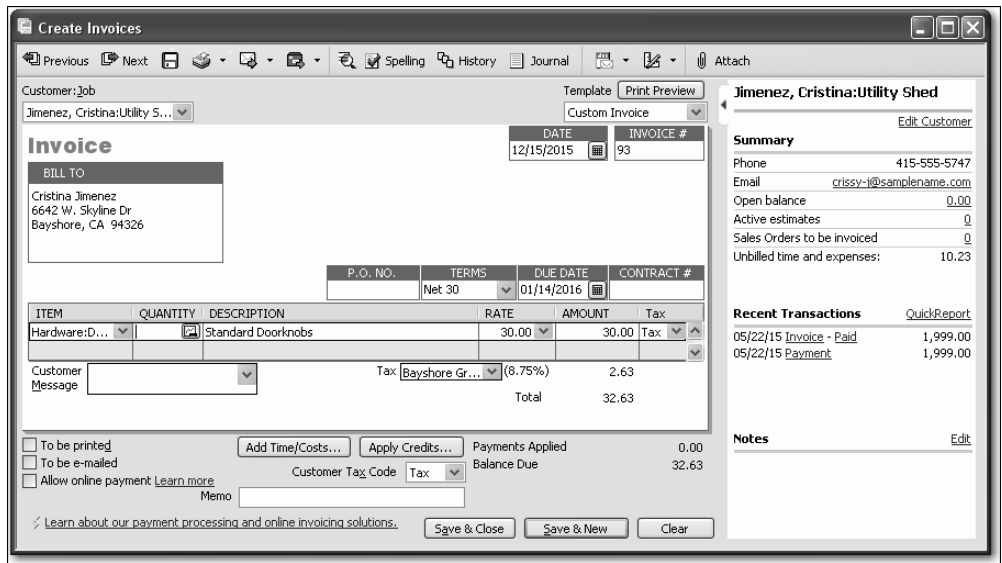 Create Invoices
Previous Next Spelling History Journal Attach
Customer:Job
Template Print Preview
Jimenez, Cristina:Utility S...
Custom Invoice
Invoice
DATE INVOICE #
12/15/2015 93
BILL TO
Cristina Jimenez
6642 W. Skyline Dr
Bayshore, CA 94326
P.O. NO. TERMS DUE DATE CONTRACT #
Net 30 01/14/2016
ITEM QUANTITY DESCRIPTION RATE AMOUNT Tax
Hardware:D... Standard Doorknobs 30.00 30.00 Tax
Customer Message
Tax Bayshore Gr... (8.75%) 2.63
Total 32.63
To be printed
To be e-mailed
Allow online payment Learn more
Add Time/Costs... Apply Credits...
Payments Applied 0.00
Customer Tax Code Tax
Balance Due 32.63
Memo
Learn about our payment processing and online invoicing solutions.
Save & Close Save & New Clear
Jimenez, Cristina:Utility Shed
Edit Customer
Summary
Phone 415-555-5747
Email crissy-j@samplename.com
Open balance 0.00
Active estimates 0
Sales Orders to be invoiced 0
Unbilled time and expenses: 10.23
Recent Transactions QuickReport
05/22/15 Invoice - Paid 1,999.00
05/22/15 Payment 1,999.00
Notes Edit